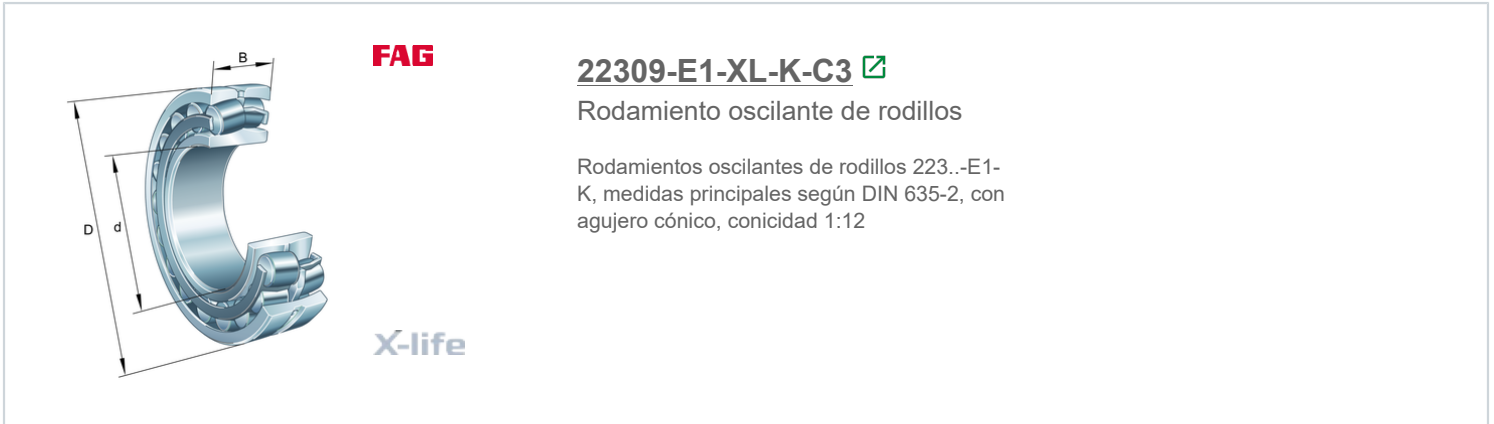 B
FAG
22309-E1-XL-K-C3
Rodamiento oscilante de rodillos
Rodamientos oscilantes de rodillos 223..-E1-
K, medidas principales según DIN 635-2, con
agujero cónico, conicidad 1:12
D
d
X-life